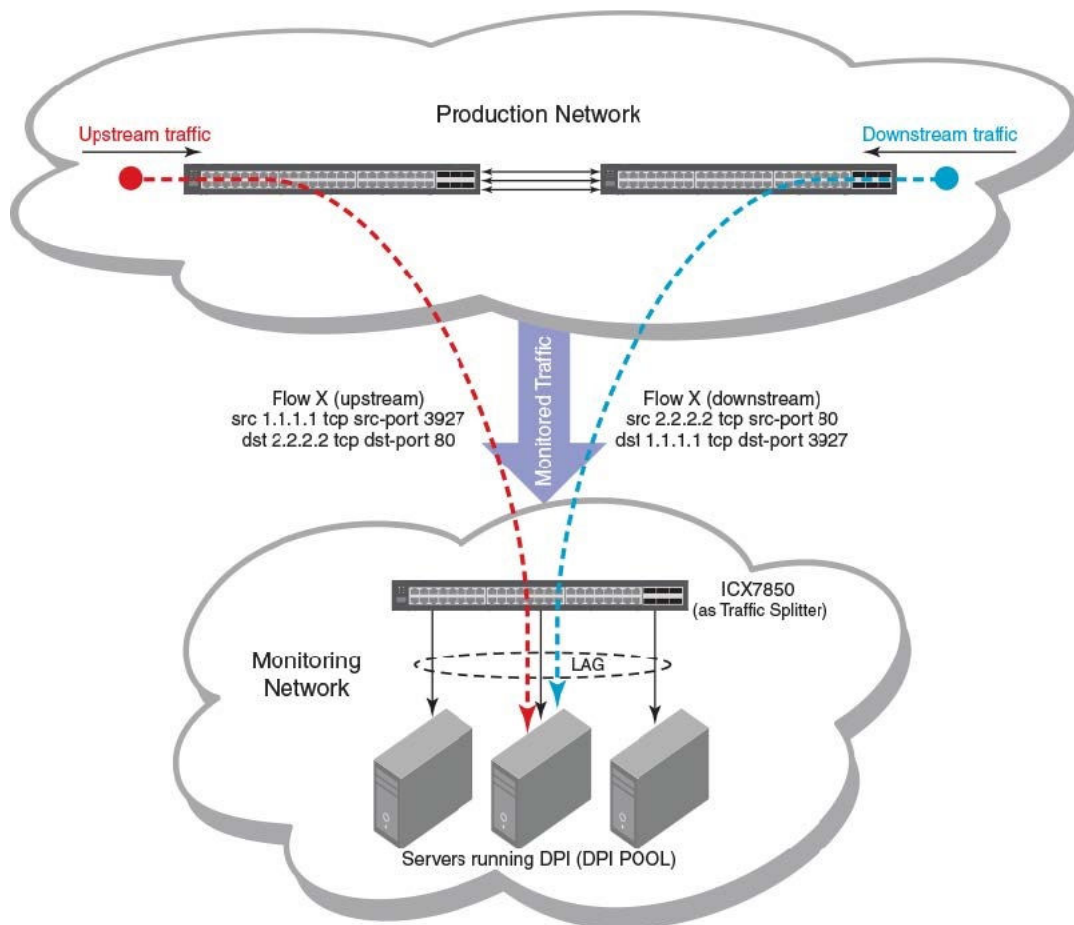 Production Network
Upstream traffic
Downstream traffic
Monitored Traffic
Flow X (upstream)
src 1.1.1.1 tcp src-port 3927
dst 2.2.2.2 tcp dst-port 80
Flow X (downstream)
src 2.2.2.2 tcp src-port 80
dst 1.1.1.1 tcp dst-port 3927
ICX7850
(as Traffic Splitter)
Monitoring
Network
LAG
Servers running DPI (DPI POOL)